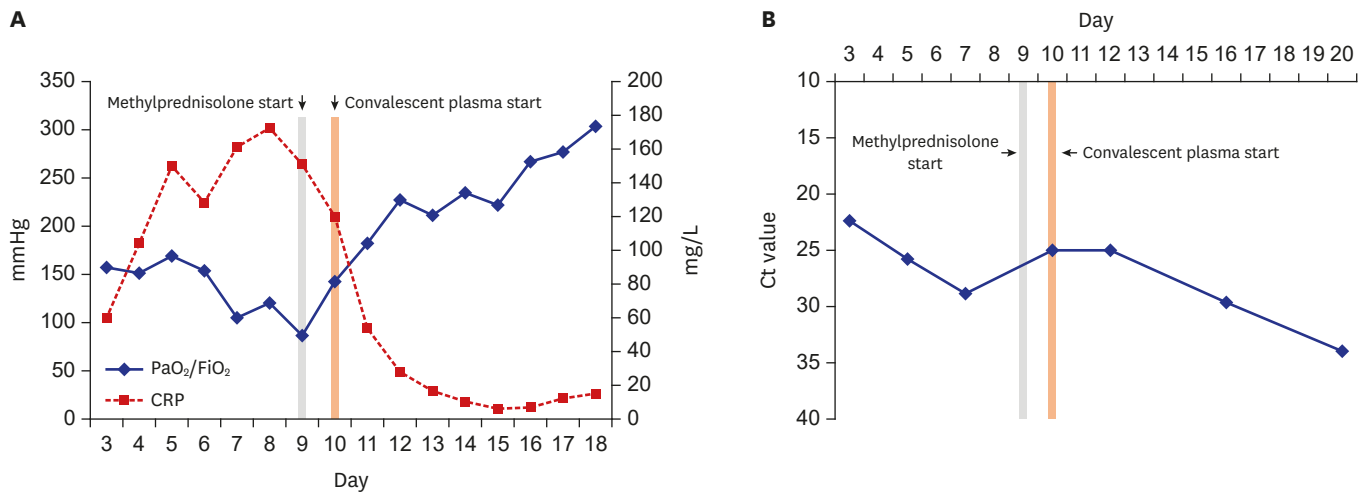 A
350
300
250
200
150
100
50
0
mmHg
200
180
160
140
120
100
80
60
40
20
0
mg/L
Methylprednisolone start
Convalescent plasma start
PaO₂/FiO₂
CRP
3 4 5 6 7 8 9 10 11 12 13 14 15 16 17 18
Day
B
Day
3 4 5 7 9 10 11 12 13 14 15 16 17 18 19 20
10
15
20
25
30
35
40
Ct value
Methylprednisolone
start
Convalescent plasma start